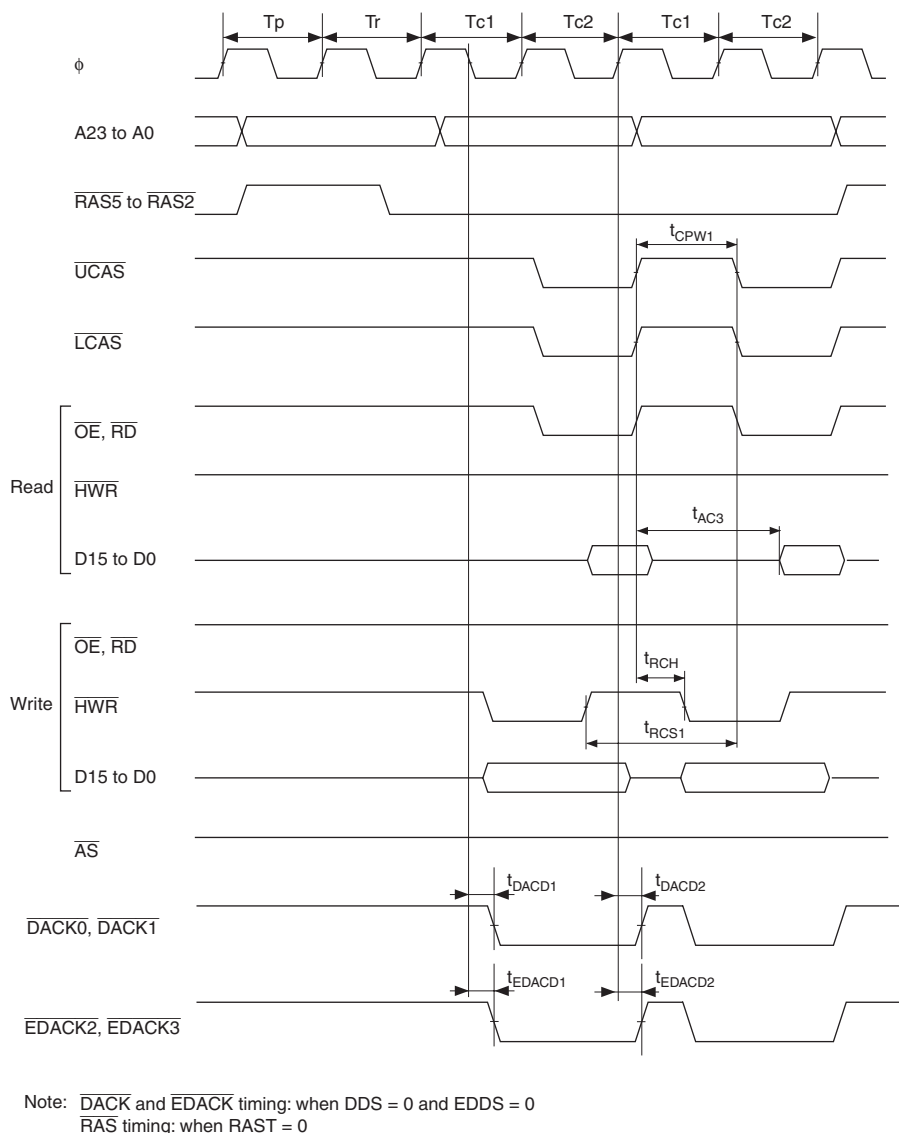 Tp Tr Tc1 Tc2 Tc1 Tc2
ϕ
A23 to A0
RAS5 to RAS2
tCPW1
UCAS
LCAS
Read
OE, RD
HWR
tAC3
D15 to D0
Write
OE, RD
tRCH
HWR
tRCS1
D15 to D0
AS
tDACD1 tDACD2
DACK0, DACK1
tEDACD1 tEDACD2
EDACK2, EDACK3
Note: DACK and EDACK timing: when DDS = 0 and EDDS = 0
RAS timing: when RAST = 0